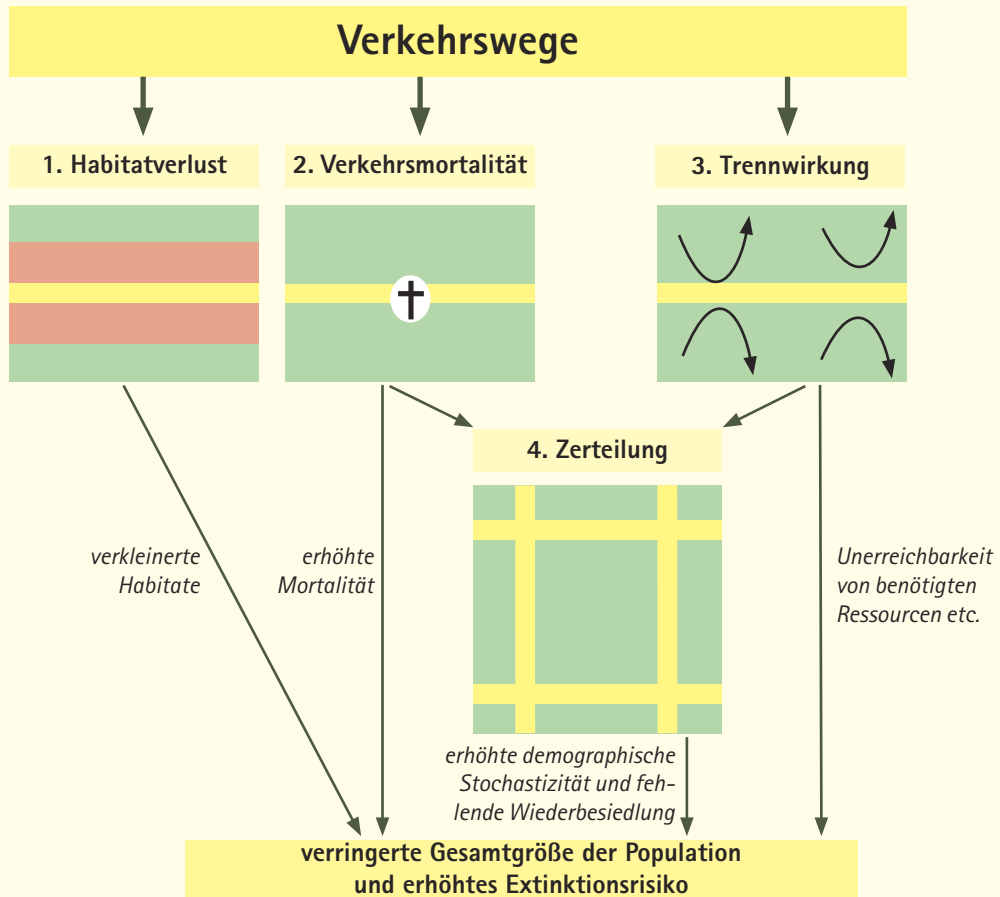 Verkehrswege
1. Habitatverlust
2. Verkehrsmortalität
3. Trennwirkung
4. Zerteilung
verkleinerte
Habitate
erhöhte
Mortalität
Unerreichbarkeit
von benötigten
Ressourcen etc.
erhöhte demographische
Stochastizität und feh-
lende Wiederbesiedlung
verringerte Gesamtgröße der Population
und erhöhtes Extinktionsrisiko